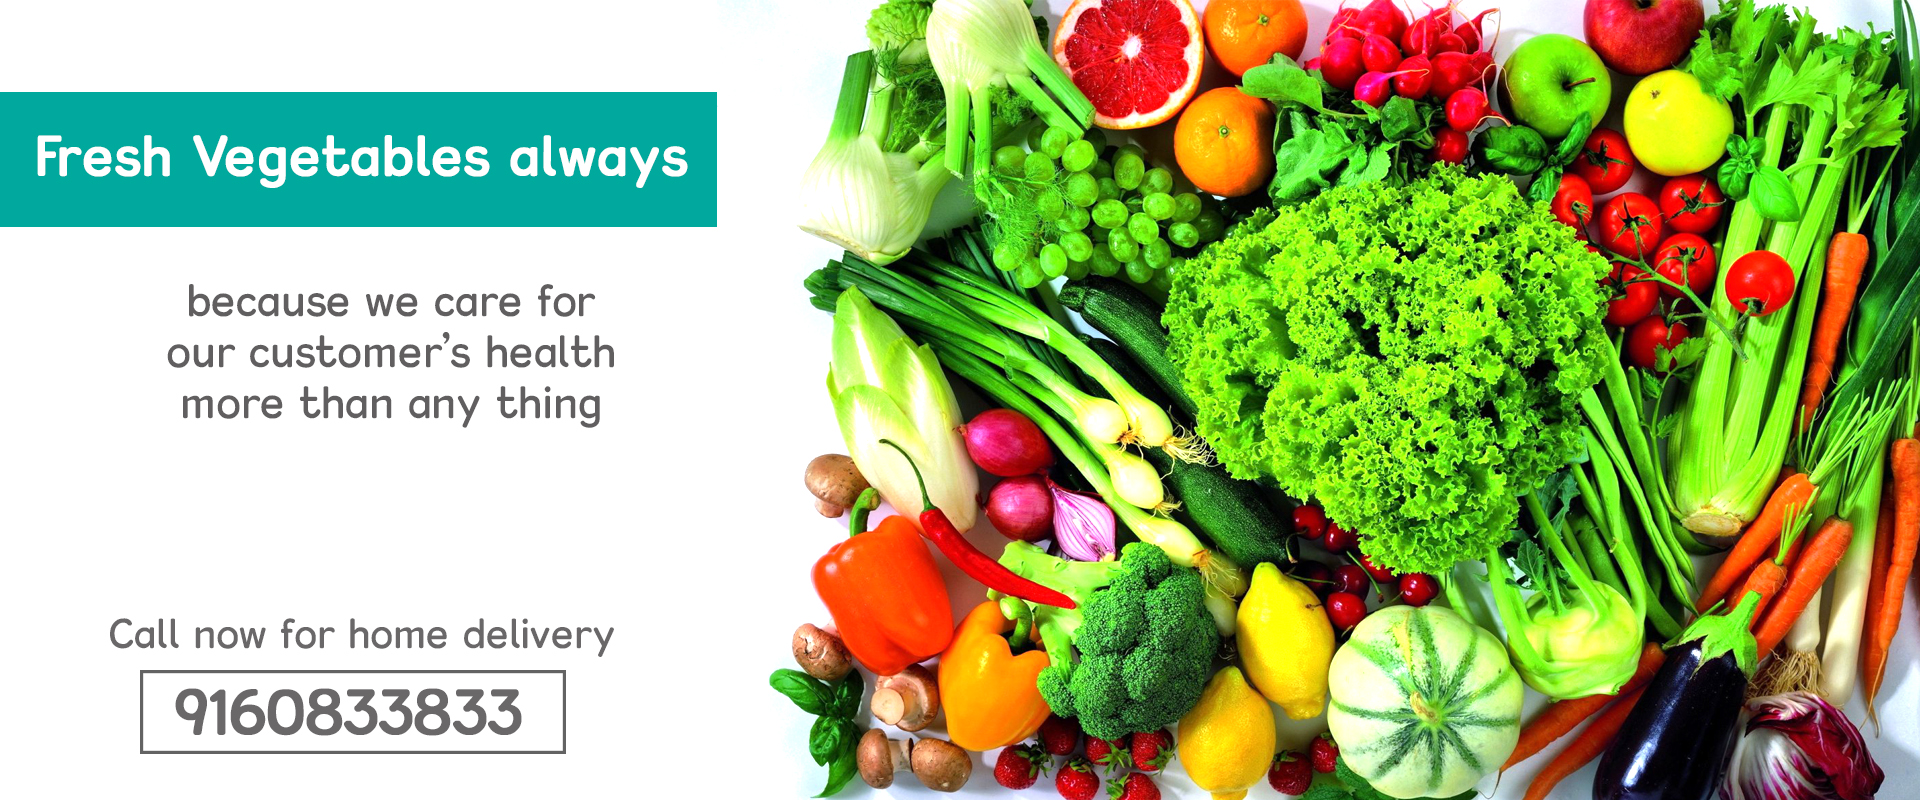 Fresh Vegetables always
because we care for
our customer's health
more than any thing
Call now for home delivery
9160833833